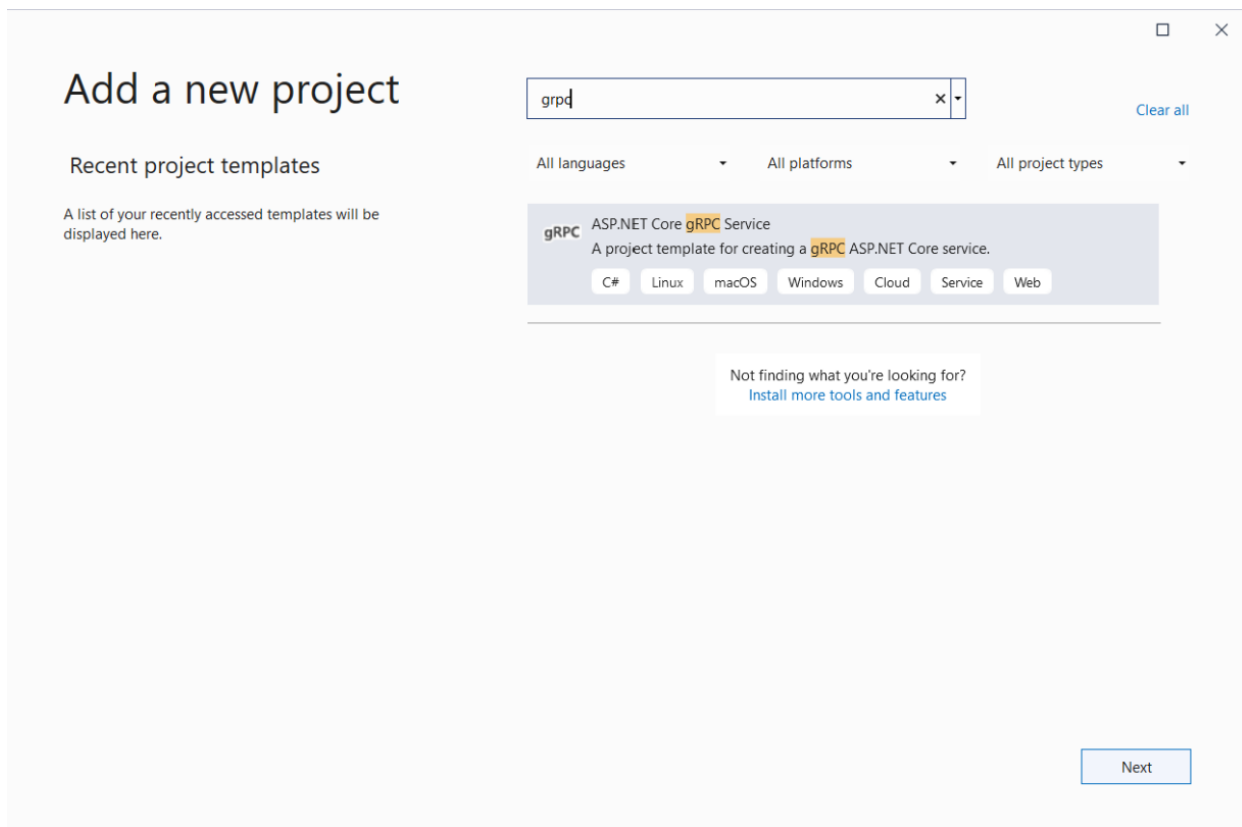 Add a new project
Recent project templates
A list of your recently accessed templates will be
displayed here.
grpc
Clear all
All languages
All platforms
All project types
gRPC
ASP.NET Core gRPC Service
A project template for creating a gRPC ASP.NET Core service.
C# Linux macOS Windows Cloud Service Web
Not finding what you're looking for?
Install more tools and features
Next